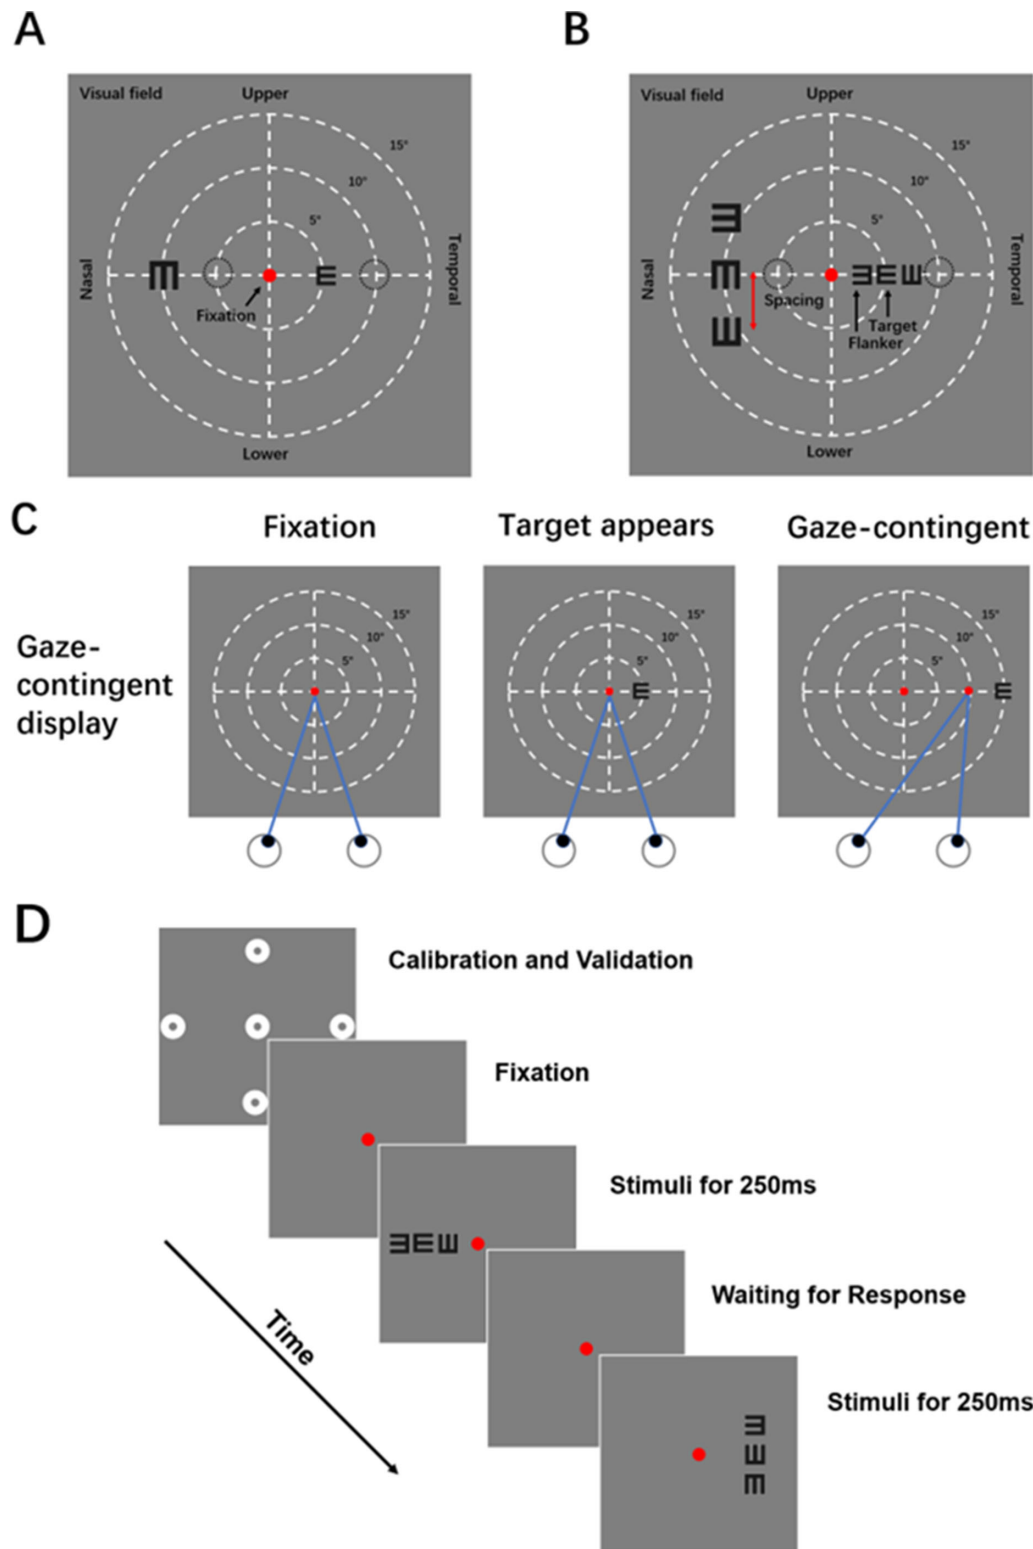 A
Visual field
Upper
15°
10°
5°
Nasal
Temporal
Fixation
Lower
B
Visual field
Upper
15°
10°
5°
Nasal
Temporal
Spacing
Target
Flanker
Lower
C
Fixation
Target appears
Gaze-contingent
Gaze-
contingent
display
15°
10°
5°
15°
10°
5°
15°
10°
5°
D
Calibration and Validation
Fixation
Stimuli for 250ms
Waiting for Response
Time
Stimuli for 250ms